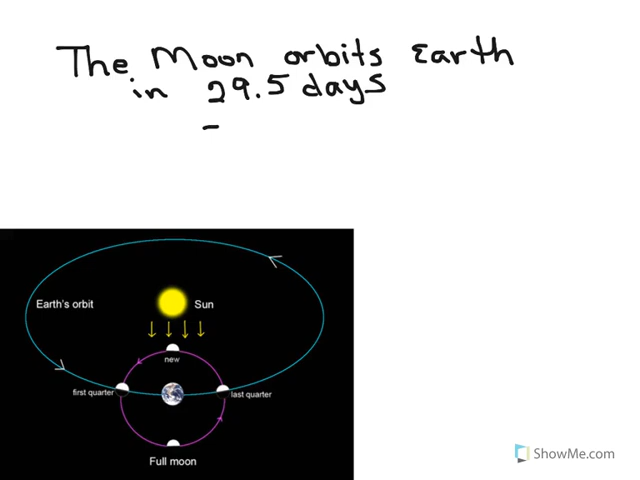 The Moon orbits Earth
in 29.5 days
Earth's orbit
Sun
new
first quarter
last quarter
Full moon
ShowMe.com